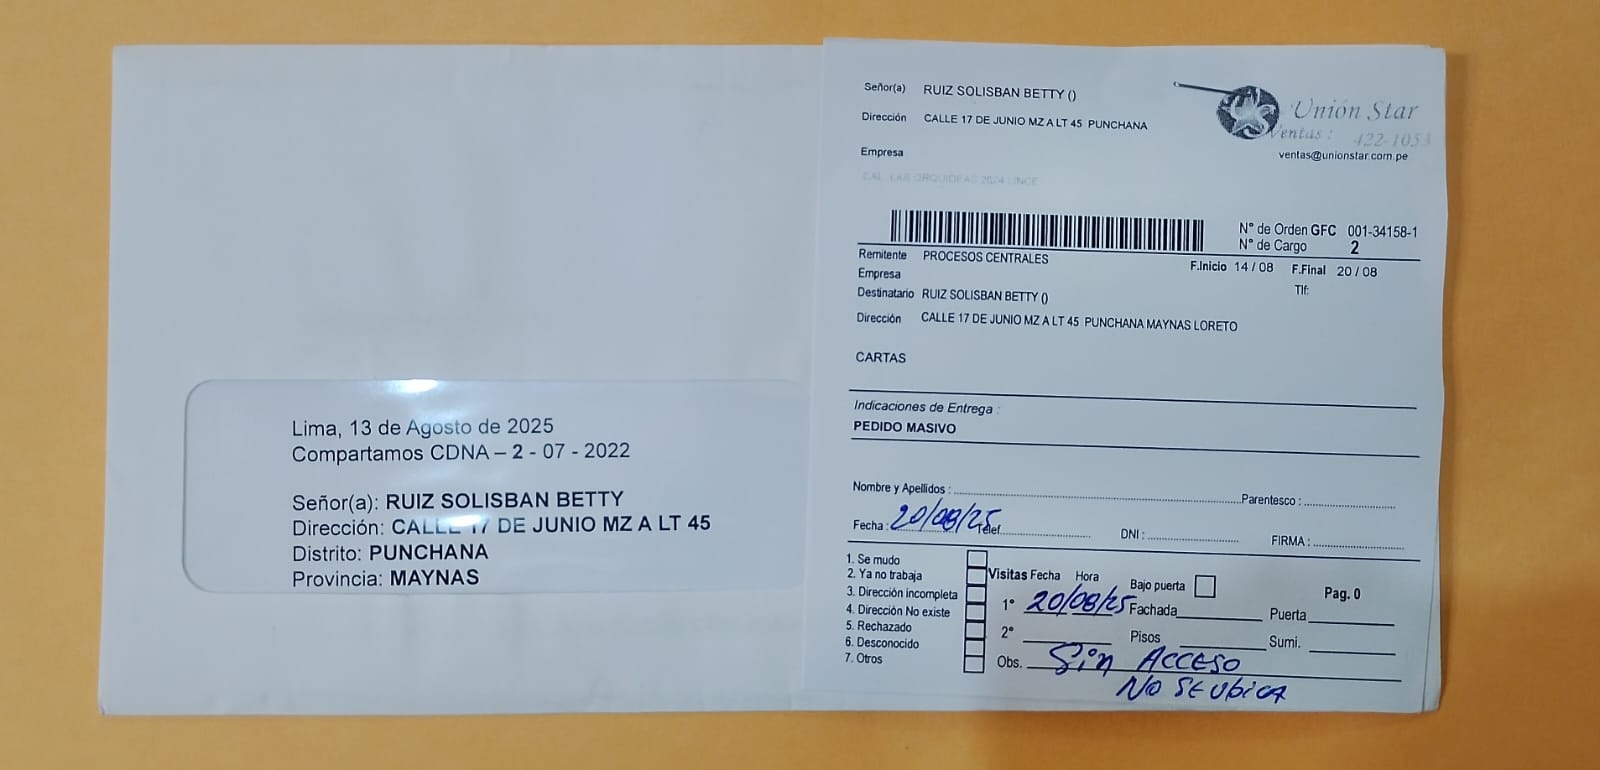 Lima, 13 de Agosto de 2025
Compartamos CDNA – 2 - 07 - 2022
Señor(a): RUIZ SOLISBAN BETTY
Dirección: CALLE 17 DE JUNIO MZ A LT 45
Distrito: PUNCHANA
Provincia: MAYNAS
Señor(a) RUIZ SOLISBAN BETTY ()
Dirección CALLE 17 DE JUNIO MZ A LT 45 PUNCHANA
Empresa
CAL. LAS ORQUIDEAS 2624 LINCE
Unión Star
Ventas : 422-1053
ventas@unionstar.com.pe
N° de Orden GFC 001-34158-1
N° de Cargo 2
Remitente PROCESOS CENTRALES
F.Inicio 14 / 08 F.Final 20 / 08
Empresa
Tlf:
Destinatario RUIZ SOLISBAN BETTY ()
Dirección CALLE 17 DE JUNIO MZ A LT 45 PUNCHANA MAYNAS LORETO
CARTAS
Indicaciones de Entrega :
PEDIDO MASIVO
Nombre y Apellidos : Parentesco :
Fecha : 20/08/25 Telef. DNI : FIRMA :
1. Se mudo
2. Ya no trabaja
3. Dirección incompleta
4. Dirección No existe
5. Rechazado
6. Desconocido
7. Otros
Visitas Fecha Hora Bajo puerta Pag. 0
1° 20/08/25 Fachada Puerta
2° Pisos Sumi.
Obs. Sin ACCESO
No SE UbicA